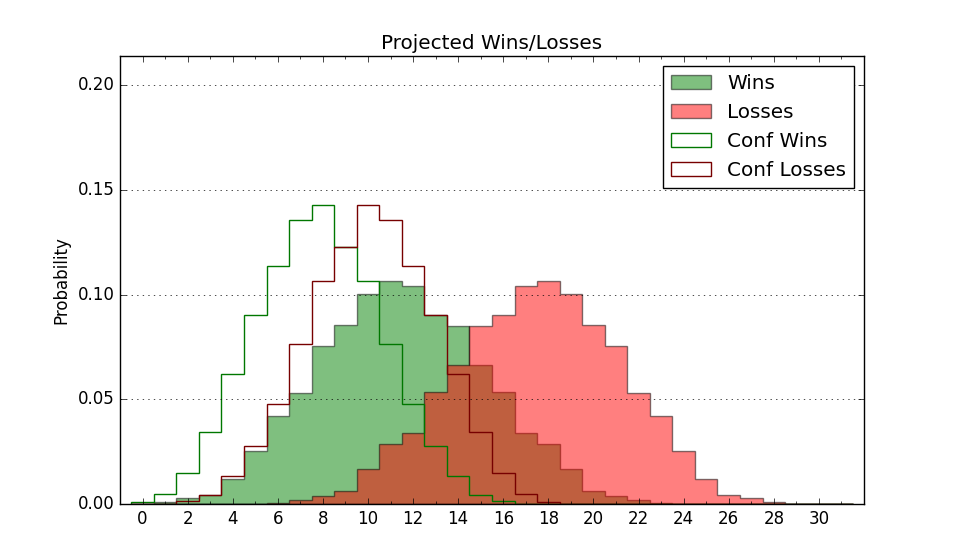 Projected Wins/Losses
Wins
Losses
Conf Wins
Conf Losses
Probability
0.20
0.15
0.10
0.05
0.00
0 2 4 6 8 10 12 14 16 18 20 22 24 26 28 30